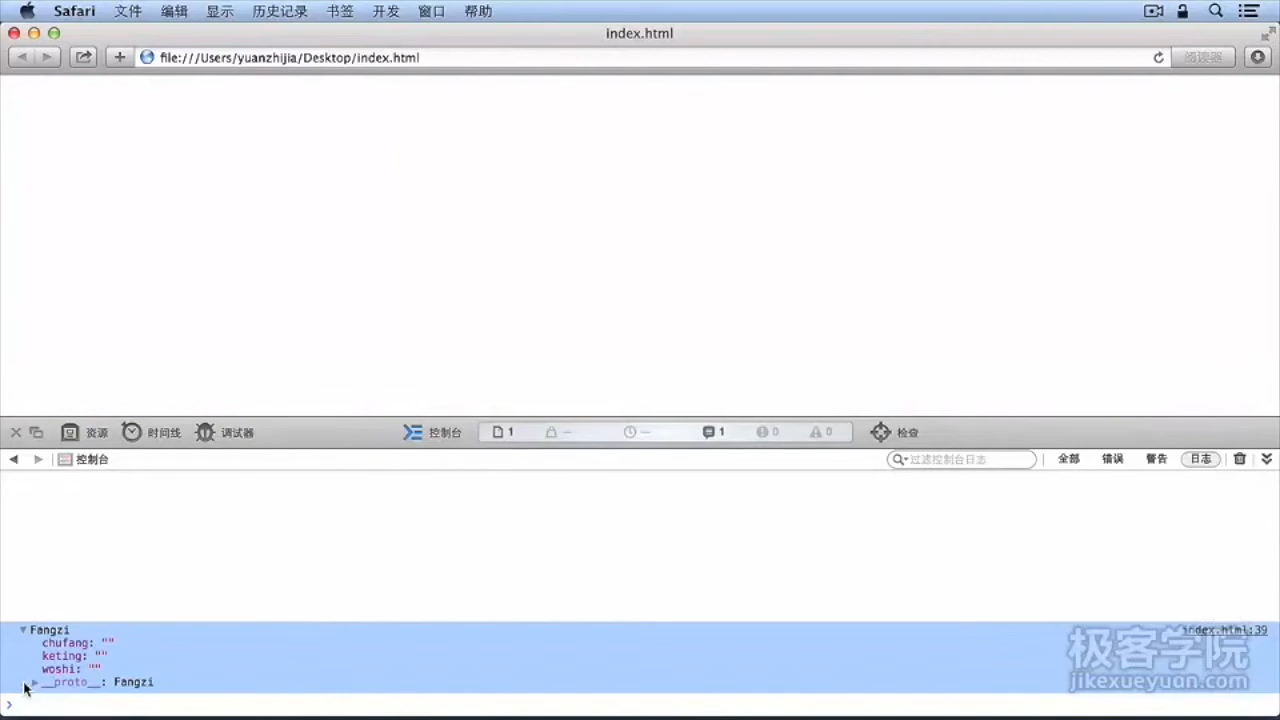 Safari 文件 编辑 显示 历史记录 书签 开发 窗口 帮助
index.html
file:///Users/yuanzhijia/Desktop/index.html 阅读器
资源 时间线 调试器 控制台 1 — — 1 0 0 检查
控制台 过滤控制台日志 全部 错误 警告 日志
Fangzi index.html:39
chufang: ""
keting: ""
woshi: ""
__proto__: Fangzi
极客学院
jikexueyuan.com